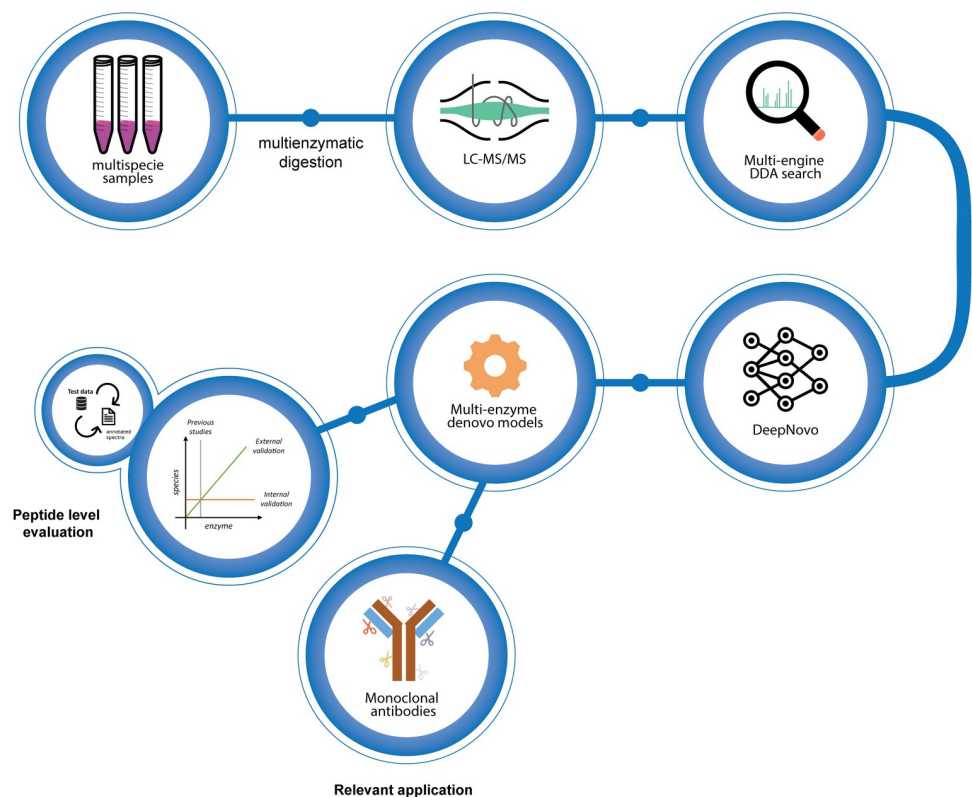 multispecie
samples
multienzymatic
digestion
LC-MS/MS
Multi-engine
DDA search
DeepNovo
Multi-enzyme
denovo models
Test data
annotated
spectra
Previous
studies
External
validation
Internal
validation
species
enzyme
Peptide level
evaluation
Monoclonal
antibodies
Relevant application